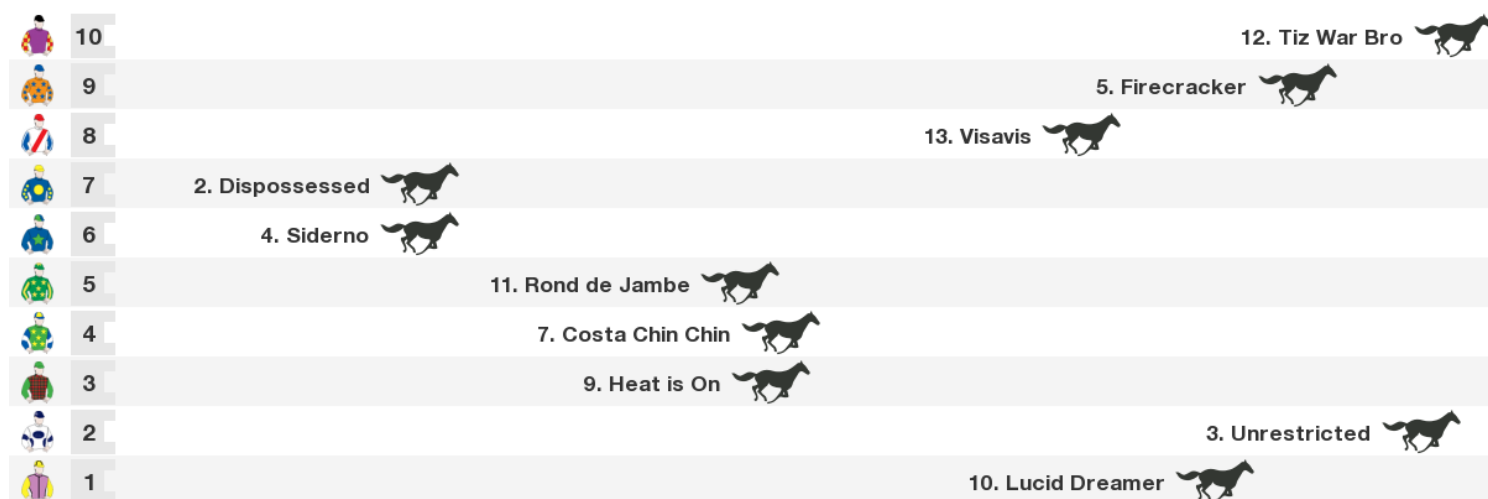 10 12. Tiz War Bro
9 5. Firecracker
8 13. Visavis
7 2. Dispossessed
6 4. Siderno
5 11. Rond de Jambe
4 7. Costa Chin Chin
3 9. Heat is On
2 3. Unrestricted
1 10. Lucid Dreamer